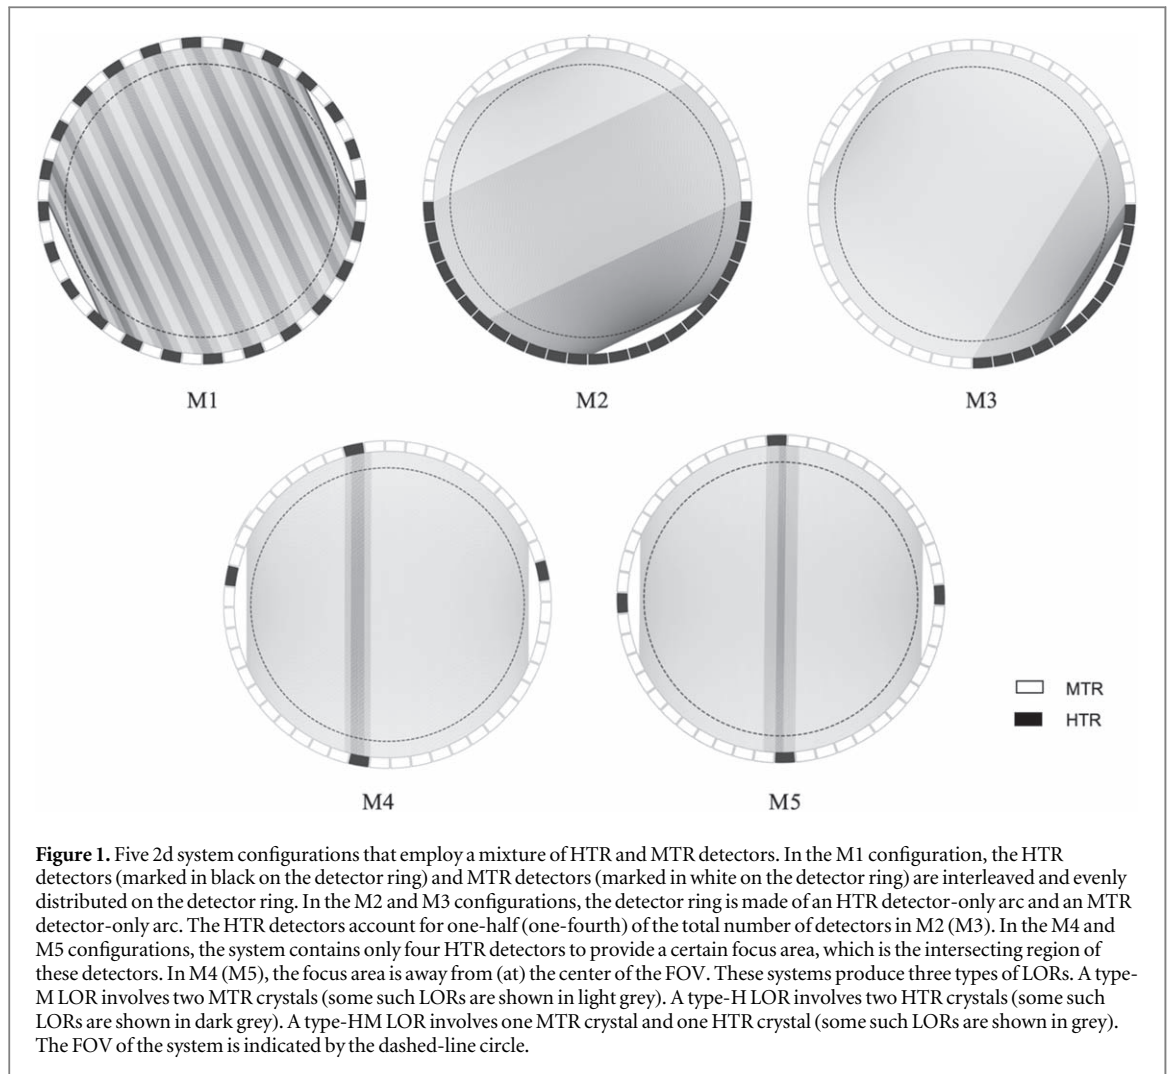 M1
M2
M3
M4
M5
MTR
HTR
Figure 1. Five 2d system configurations that employ a mixture of HTR and MTR detectors. In the M1 configuration, the HTR
detectors (marked in black on the detector ring) and MTR detectors (marked in white on the detector ring) are interleaved and evenly
distributed on the detector ring. In the M2 and M3 configurations, the detector ring is made of an HTR detector-only arc and an MTR
detector-only arc. The HTR detectors account for one-half (one-fourth) of the total number of detectors in M2 (M3). In the M4 and
M5 configurations, the system contains only four HTR detectors to provide a certain focus area, which is the intersecting region of
these detectors. In M4 (M5), the focus area is away from (at) the center of the FOV. These systems produce three types of LORs. A type-
M LOR involves two MTR crystals (some such LORs are shown in light grey). A type-H LOR involves two HTR crystals (some such
LORs are shown in dark grey). A type-HM LOR involves one MTR crystal and one HTR crystal (some such LORs are shown in grey).
The FOV of the system is indicated by the dashed-line circle.